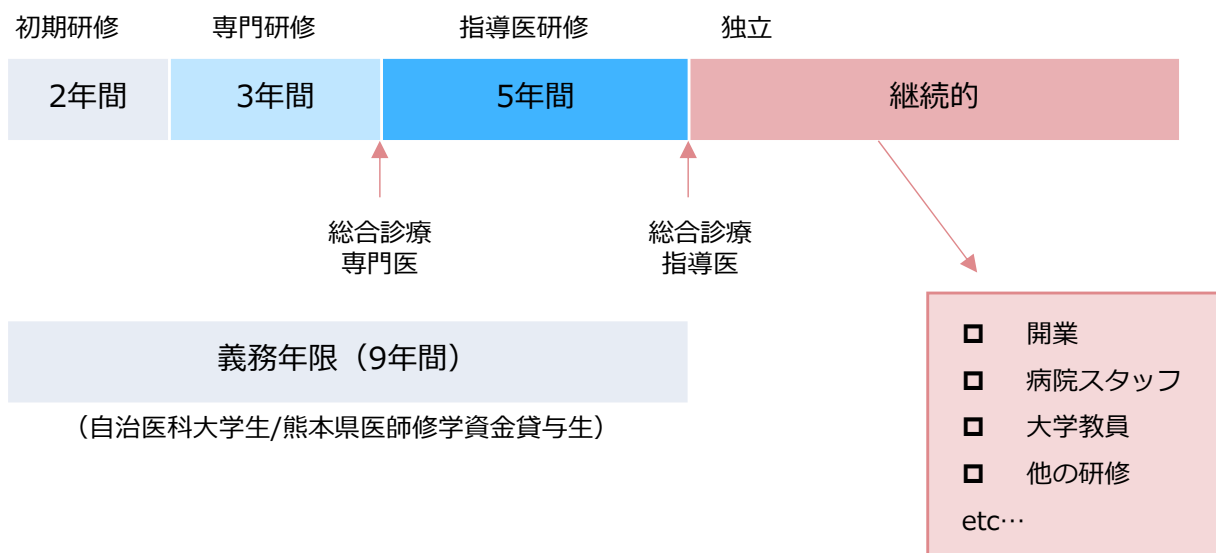 初期研修 専門研修 指導医研修 独立
2年間 3年間 5年間 継続的
総合診療 総合診療
専門医 指導医
義務年限（9年間）
（自治医科大学生/熊本県医師修学資金貸与生）
開業
病院スタッフ
大学教員
他の研修
etc…